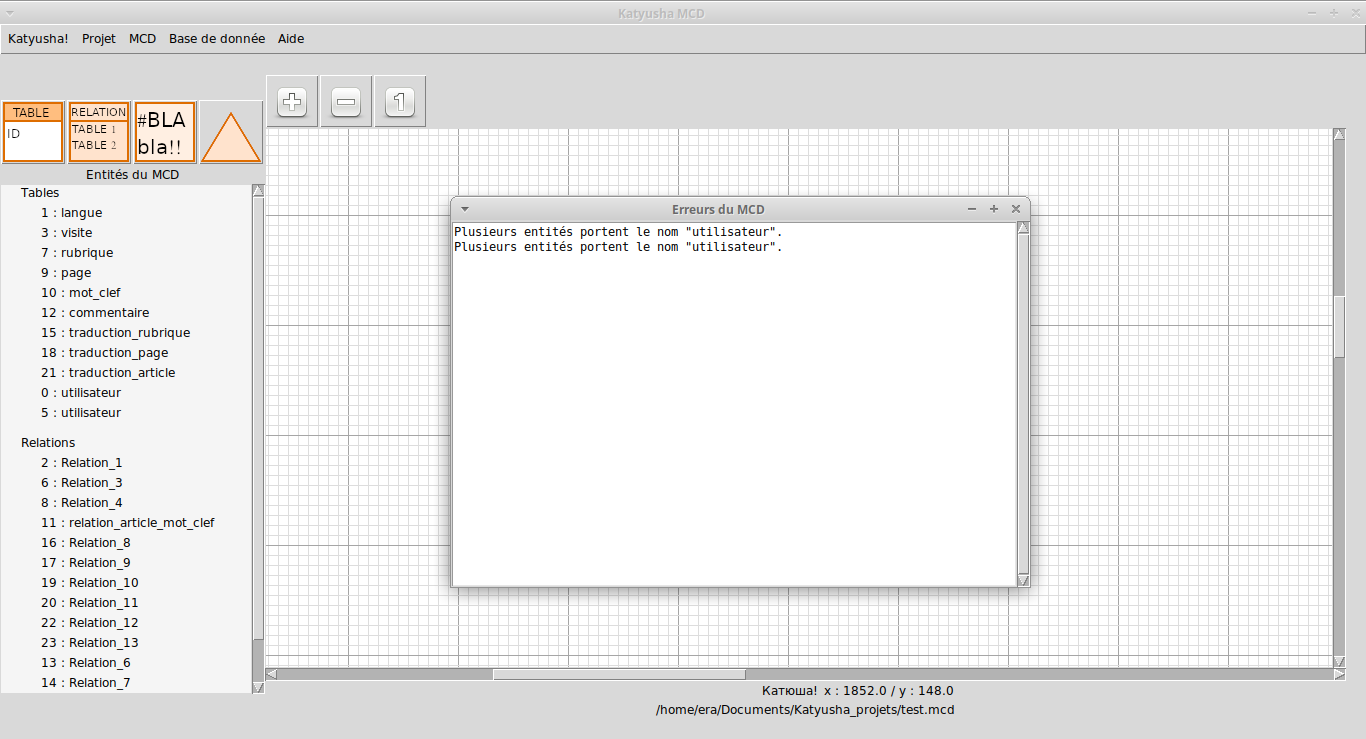 Katyusha MCD
Katyusha! Projet MCD Base de donnée Aide
TABLE
ID
RELATION
TABLE 1
TABLE 2
#BLA
bla!!
1
Entités du MCD
Tables
1 : langue
3 : visite
7 : rubrique
9 : page
10 : mot_clef
12 : commentaire
15 : traduction_rubrique
18 : traduction_page
21 : traduction_article
0 : utilisateur
5 : utilisateur
Relations
2 : Relation_1
6 : Relation_3
8 : Relation_4
11 : relation_article_mot_clef
16 : Relation_8
17 : Relation_9
19 : Relation_10
20 : Relation_11
22 : Relation_12
23 : Relation_13
13 : Relation_6
14 : Relation_7
Erreurs du MCD
Plusieurs entités portent le nom "utilisateur".
Plusieurs entités portent le nom "utilisateur".
Катюша! x : 1852.0 / y : 148.0
/home/era/Documents/Katyusha_projets/test.mcd